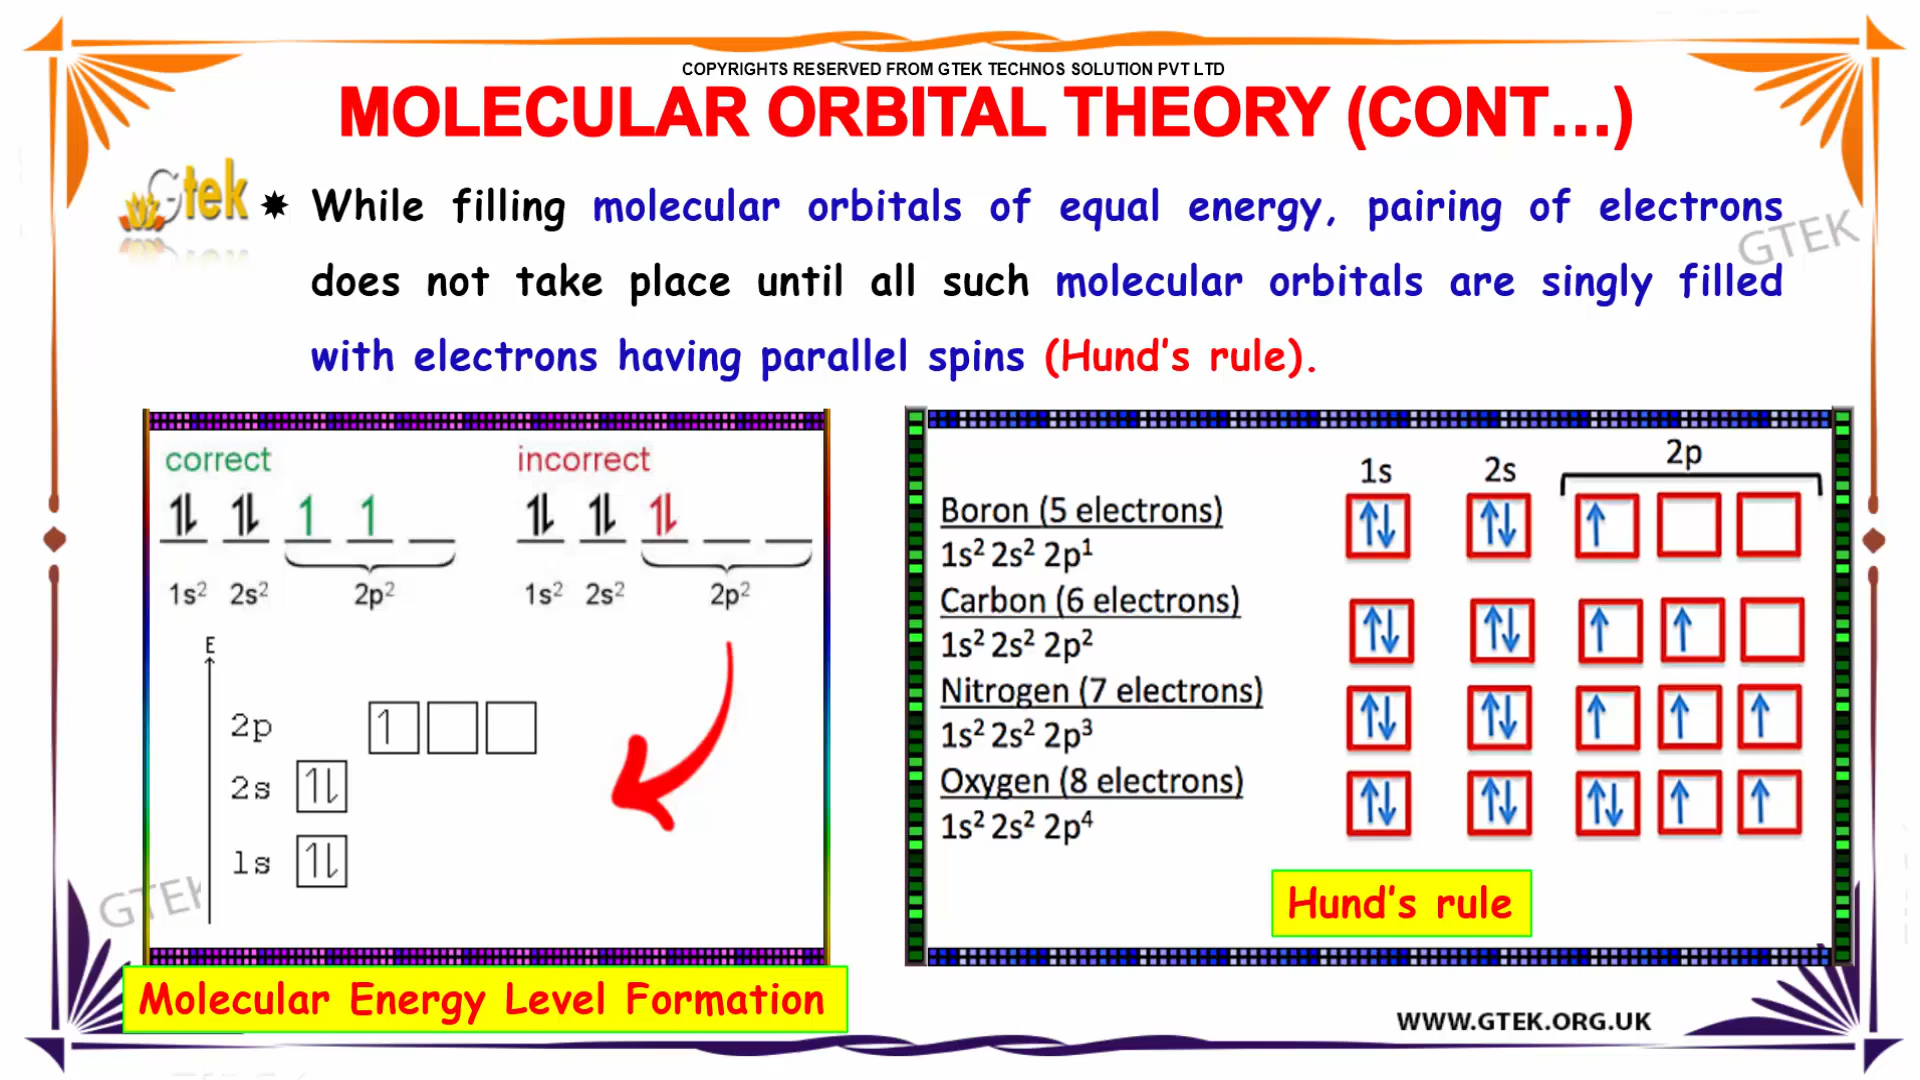 COPYRIGHTS RESERVED FROM GTEK TECHNOS SOLUTION PVT LTD
MOLECULAR ORBITAL THEORY (CONT...)
Gtek
While filling molecular orbitals of equal energy, pairing of electrons
does not take place until all such molecular orbitals are singly filled
with electrons having parallel spins (Hund's rule).
GTEK
correct
incorrect
1s² 2s² 2p²
1s² 2s² 2p²
E
2p
2s
1s
Molecular Energy Level Formation
1s 2s 2p
Boron (5 electrons)
1s² 2s² 2p¹
Carbon (6 electrons)
1s² 2s² 2p²
Nitrogen (7 electrons)
1s² 2s² 2p³
Oxygen (8 electrons)
1s² 2s² 2p⁴
Hund's rule
GTEK
WWW.GTEK.ORG.UK